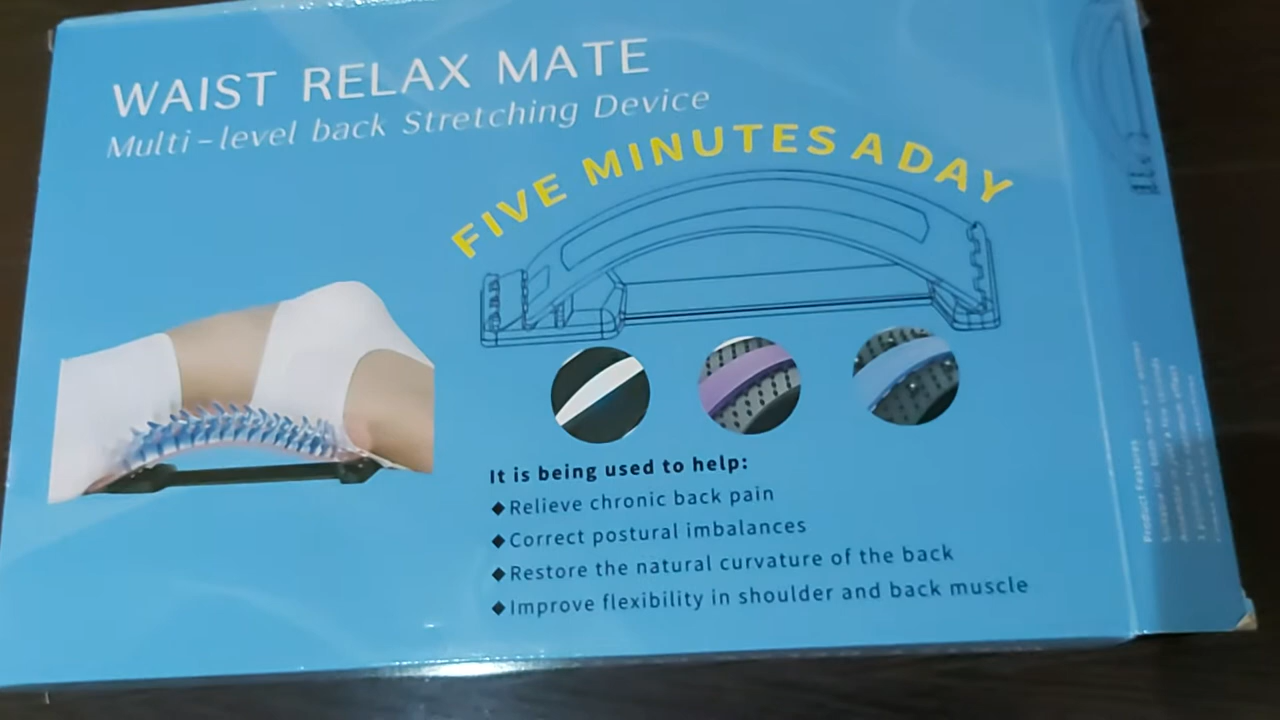 WAIST RELAX MATE
Multi-level back Stretching Device
FIVE MINUTES A DAY
It is being used to help:
◆Relieve chronic back pain
◆Correct postural imbalances
◆Restore the natural curvature of the back
◆Improve flexibility in shoulder and back muscle
Product Features